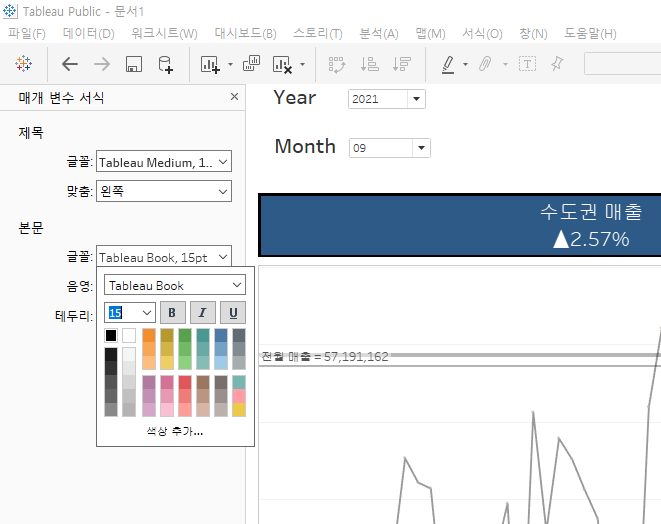 Tableau Public - 문서1
파일(F) 데이터(D) 워크시트(W) 대시보드(B) 스토리(T) 분석(A) 맵(M) 서식(O) 창(N) 도움말(H)
매개 변수 서식
제목
글꼴: Tableau Medium, 1...
맞춤: 왼쪽
본문
글꼴: Tableau Book, 15pt
음영:
테두리:
Tableau Book
15 B I U
색상 추가...
Year 2021
Month 09
수도권 매출
▲2.57%
전월 매출 = 57,191,162